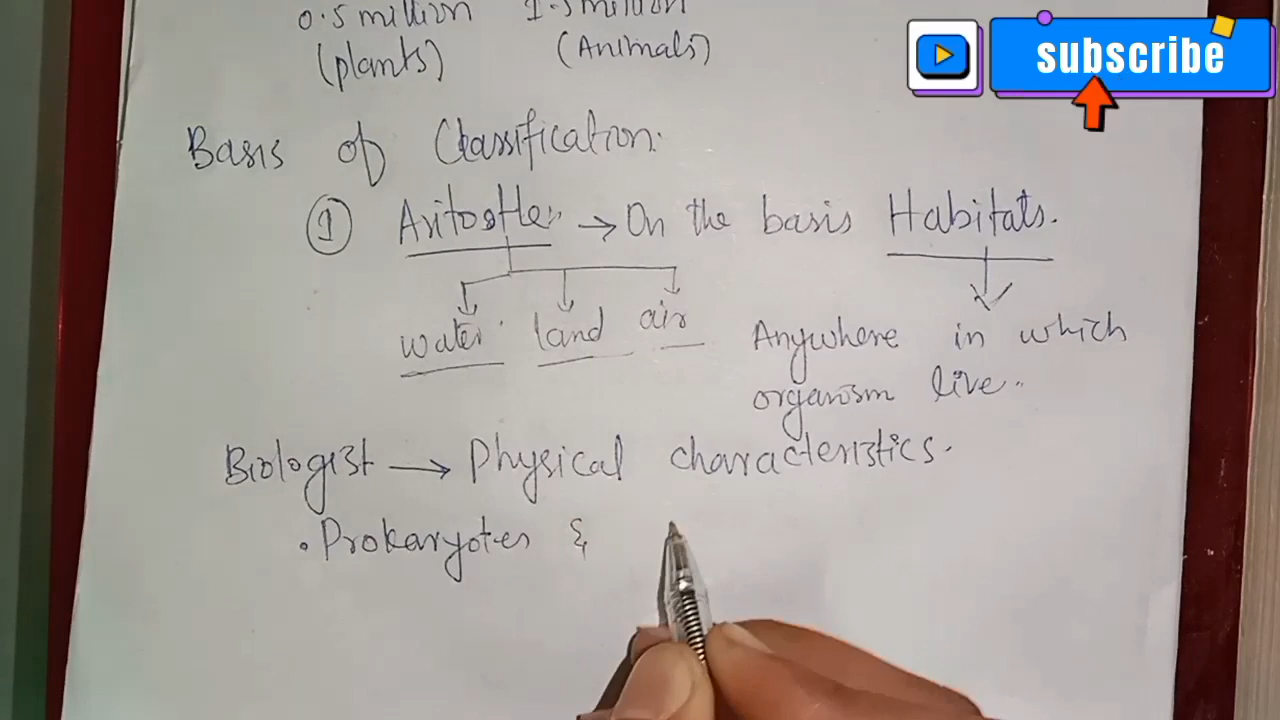 0.5 million 1.5 million
(plants) (Animals)
subscribe
Basis of Classification.
① Aritostle → On the basis Habitats.
water land air
Anywhere in which
organism live..
Biologist → Physical characteristics.
• Prokaryotes &